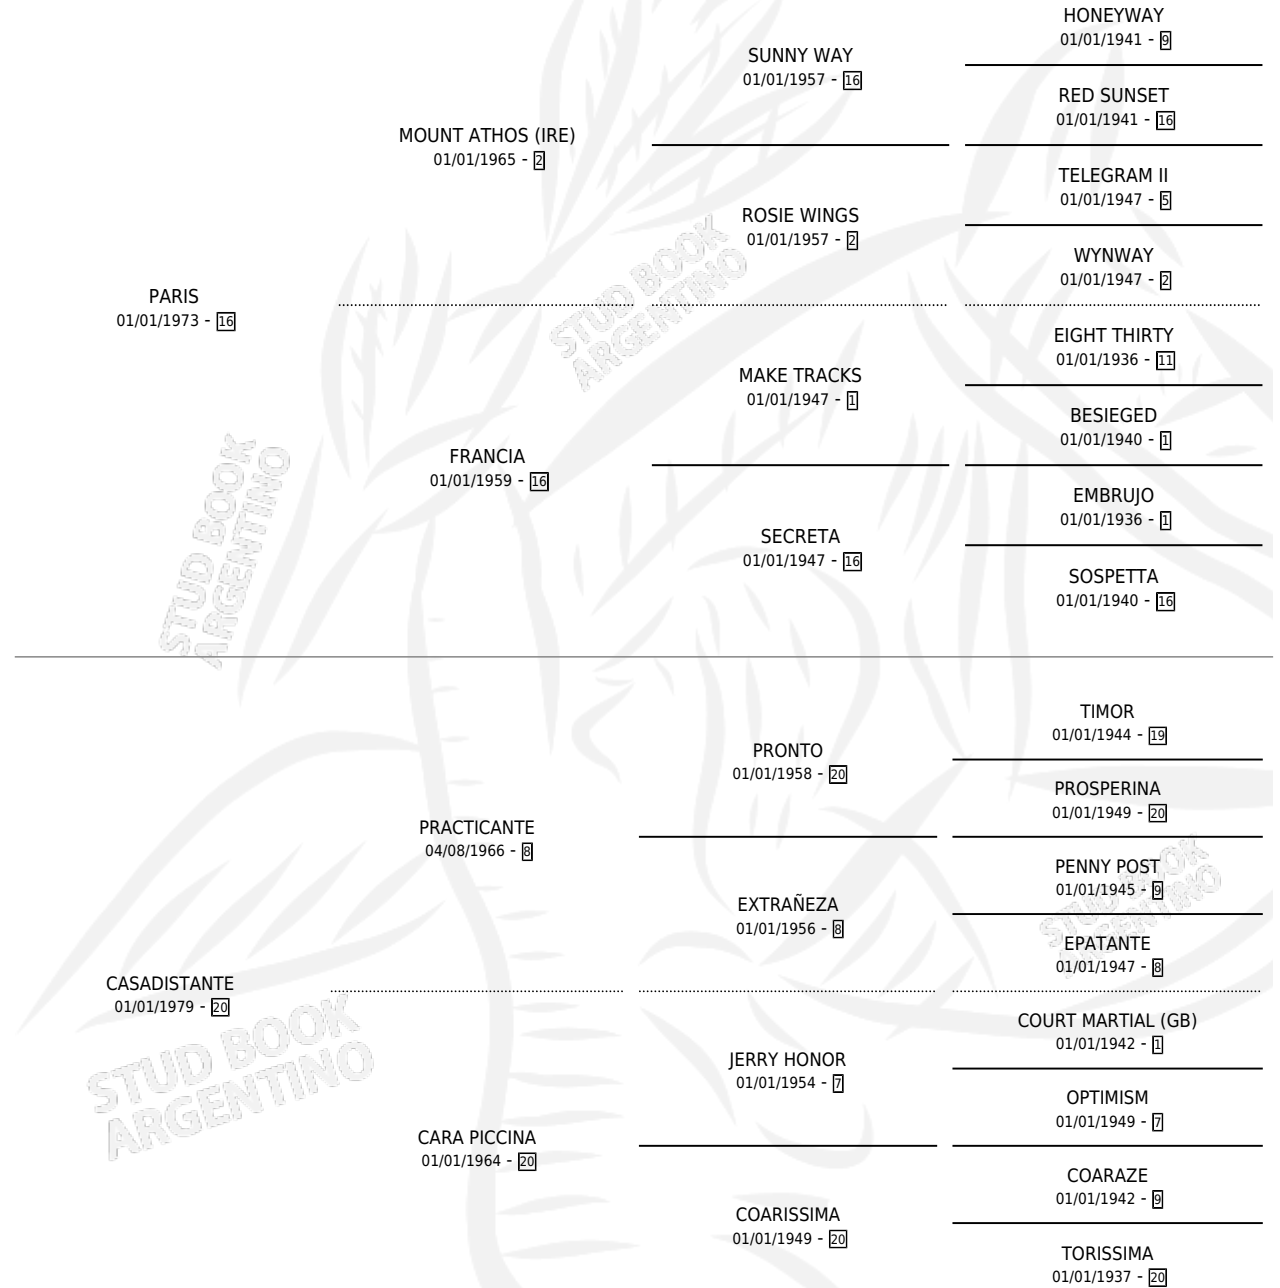 HONEYWAY
01/01/1941 - 9
SUNNY WAY
01/01/1957 - 16
RED SUNSET
01/01/1941 - 16
MOUNT ATHOS (IRE)
01/01/1965 - 2
TELEGRAM II
01/01/1947 - 5
ROSIE WINGS
01/01/1957 - 2
WYNWAY
01/01/1947 - 2
PARIS
01/01/1973 - 16
STUD BOOK
ARGENTINO
EIGHT THIRTY
01/01/1936 - 11
MAKE TRACKS
01/01/1947 - 1
BESIEGED
01/01/1940 - 1
FRANCIA
01/01/1959 - 16
EMBRUJO
01/01/1936 - 1
SECRETA
01/01/1947 - 16
SOSPETTA
01/01/1940 - 16
STUD BOOK
ARGENTINO
TIMOR
01/01/1944 - 19
PRONTO
01/01/1958 - 20
PROSPERINA
01/01/1949 - 20
PRACTICANTE
04/08/1966 - 8
PENNY POST
01/01/1945 - 9
EXTRAÑEZA
01/01/1956 - 8
STUD BOOK
ARGENTINO
EPATANTE
01/01/1947 - 8
CASADISTANTE
01/01/1979 - 20
COURT MARTIAL (GB)
01/01/1942 - 1
JERRY HONOR
01/01/1954 - 7
STUD BOOK
ARGENTINO
OPTIMISM
01/01/1949 - 7
CARA PICCINA
01/01/1964 - 20
COARAZE
01/01/1942 - 9
COARISSIMA
01/01/1949 - 20
TORISSIMA
01/01/1937 - 20